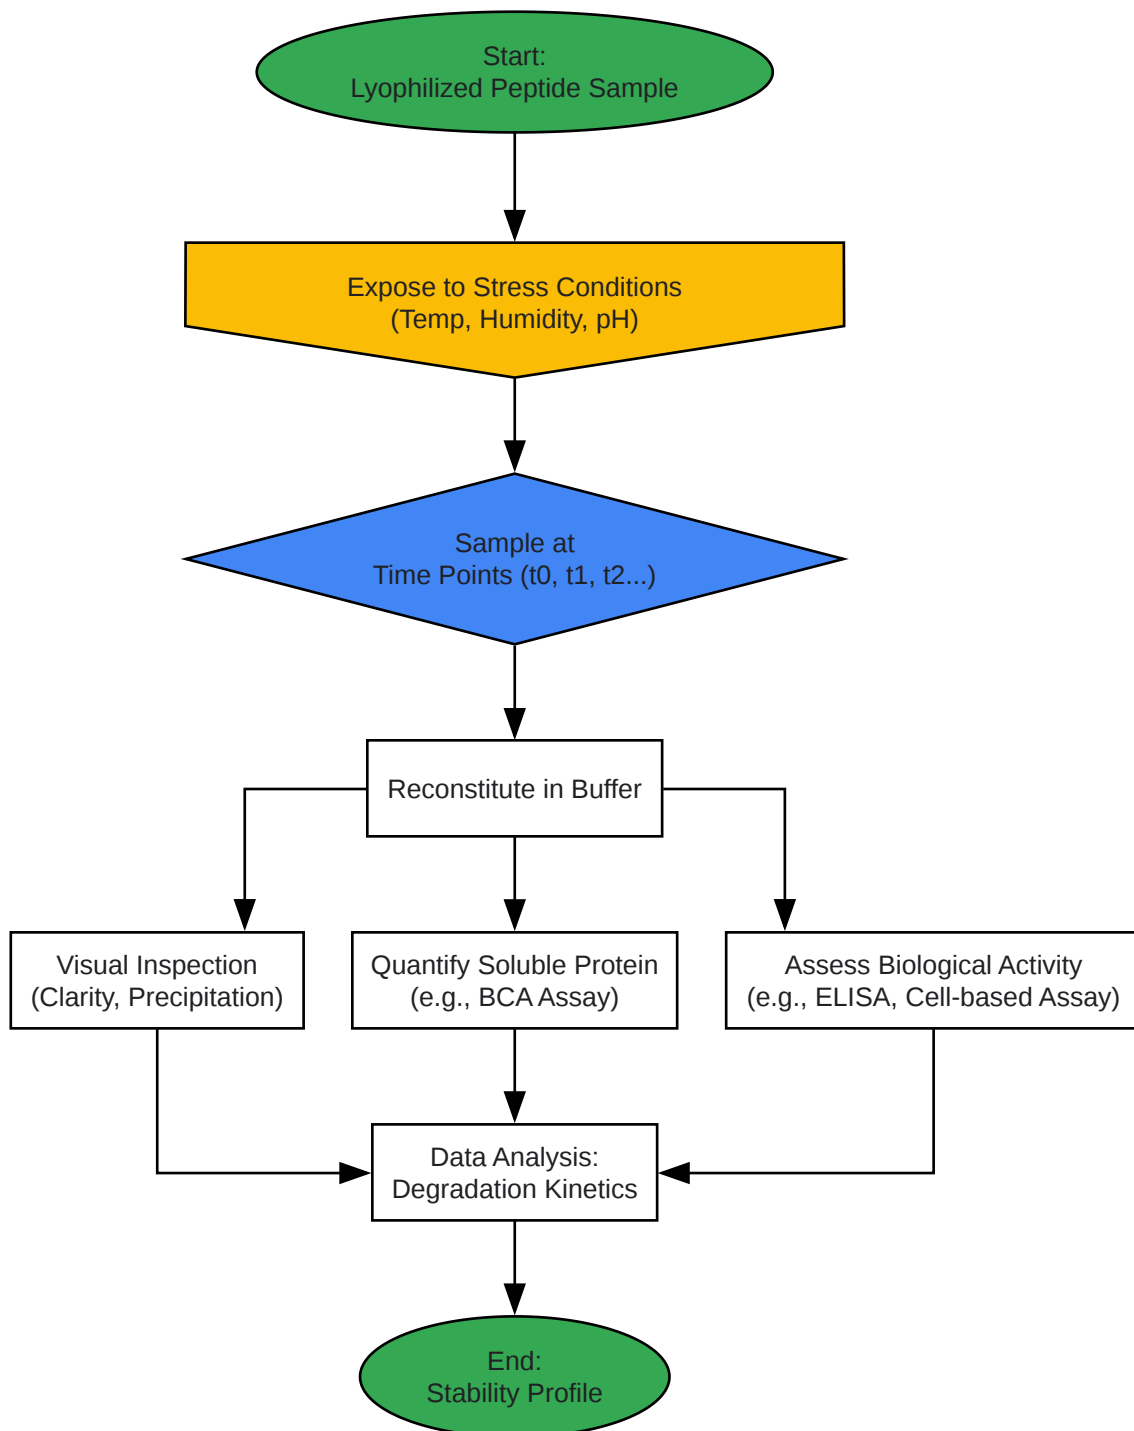 Start:
Lyophilized Peptide Sample
Expose to Stress Conditions
(Temp, Humidity, pH)
Sample at
Time Points (t0, t1, t2...)
Reconstitute in Buffer
Visual Inspection
(Clarity, Precipitation)
Quantify Soluble Protein
(e.g., BCA Assay)
Assess Biological Activity
(e.g., ELISA, Cell-based Assay)
Data Analysis:
Degradation Kinetics
End:
Stability Profile